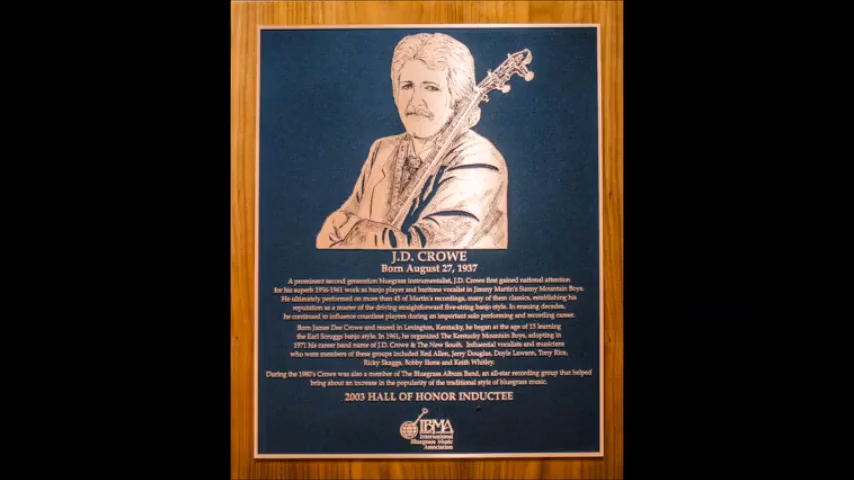 J.D. CROWE
Born August 27, 1937
A prominent second generation bluegrass instrumentalist, J.D. Crowe first gained national attention
for his superb 1956-1961 work as banjo player and baritone vocalist in Jimmy Martin's Sunny Mountain Boys.
He ultimately performed on more than 45 of Martin's recordings, many of them classics, establishing his
reputation as a master of the driving straightforward five-string banjo style. In ensuing decades,
he continued to influence countless players during an important solo performing and recording career.
Born James Dee Crowe and reared in Lexington, Kentucky, he began at the age of 13 learning
the Earl Scruggs banjo style. In 1961, he organized The Kentucky Mountain Boys, adopting in
1971 his career band name of J.D. Crowe & The New South. Influential vocalists and musicians
who were members of these groups included Red Allen, Jerry Douglas, Doyle Lawson, Tony Rice,
Ricky Skaggs, Bobby Slone and Keith Whitley.
During the 1980's Crowe was also a member of The Bluegrass Album Band, an all-star recording group that helped
bring about an increase in the popularity of the traditional style of bluegrass music.
2003 HALL OF HONOR INDUCTEE
IBMA
International
Bluegrass Music
Association